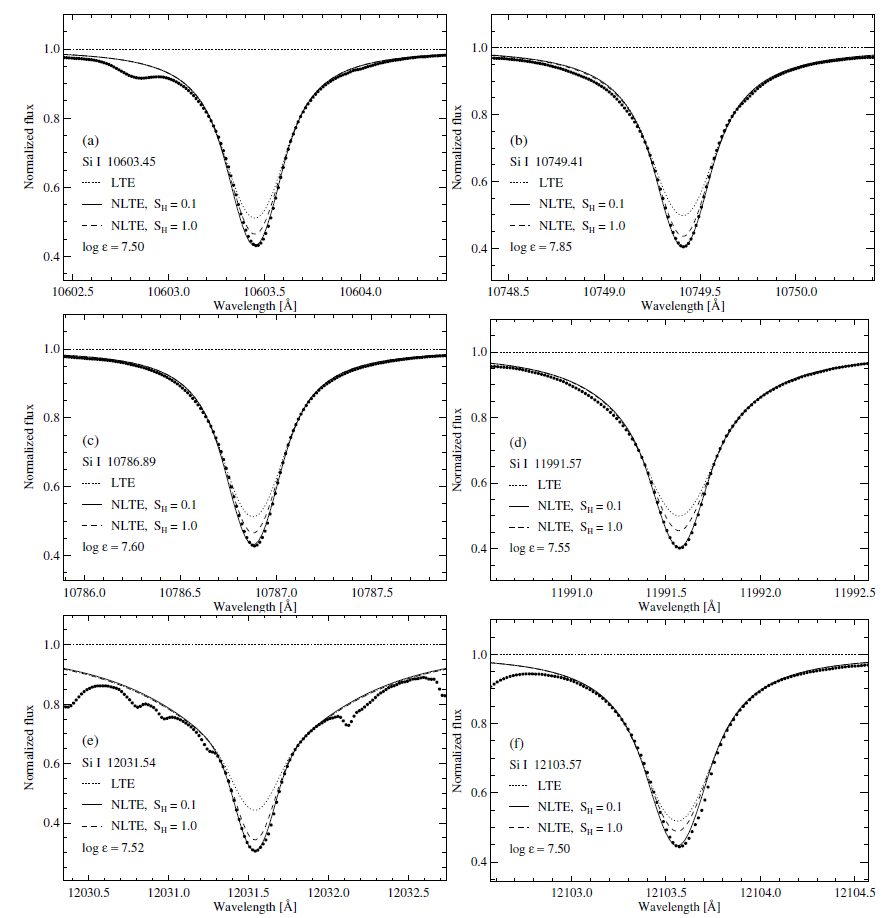 1.0
0.8
0.6
0.4
Normalized flux
(a)
Si I 10603.45
LTE
NLTE, S_H = 0.1
NLTE, S_H = 1.0
log ε = 7.50
10602.5 10603.0 10603.5 10604.0
Wavelength [Å]
1.0
0.8
0.6
0.4
Normalized flux
(b)
Si I 10749.41
LTE
NLTE, S_H = 0.1
NLTE, S_H = 1.0
log ε = 7.85
10748.5 10749.0 10749.5 10750.0
Wavelength [Å]
1.0
0.8
0.6
0.4
Normalized flux
(c)
Si I 10786.89
LTE
NLTE, S_H = 0.1
NLTE, S_H = 1.0
log ε = 7.60
10786.0 10786.5 10787.0 10787.5
Wavelength [Å]
1.0
0.8
0.6
0.4
Normalized flux
(d)
Si I 11991.57
LTE
NLTE, S_H = 0.1
NLTE, S_H = 1.0
log ε = 7.55
11991.0 11991.5 11992.0 11992.5
Wavelength [Å]
1.0
0.8
0.6
0.4
Normalized flux
(e)
Si I 12031.54
LTE
NLTE, S_H = 0.1
NLTE, S_H = 1.0
log ε = 7.52
12030.5 12031.0 12031.5 12032.0 12032.5
Wavelength [Å]
1.0
0.8
0.6
0.4
Normalized flux
(f)
Si I 12103.57
LTE
NLTE, S_H = 0.1
NLTE, S_H = 1.0
log ε = 7.50
12103.0 12103.5 12104.0 12104.5
Wavelength [Å]